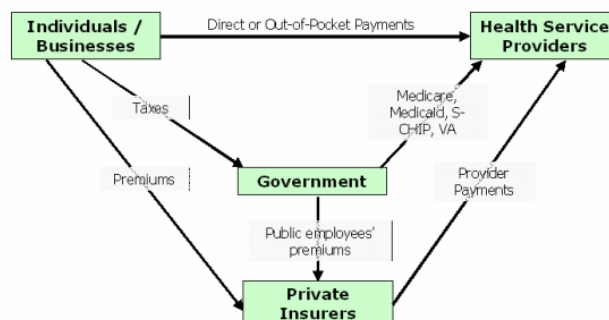 Individuals /
Businesses
Direct or Out-of-Pocket Payments
Health Service
Providers
Taxes
Medicare,
Medicaid, S-
CHIP, VA
Premiums
Government
Provider
Payments
Public employees'
premiums
Private
Insurers